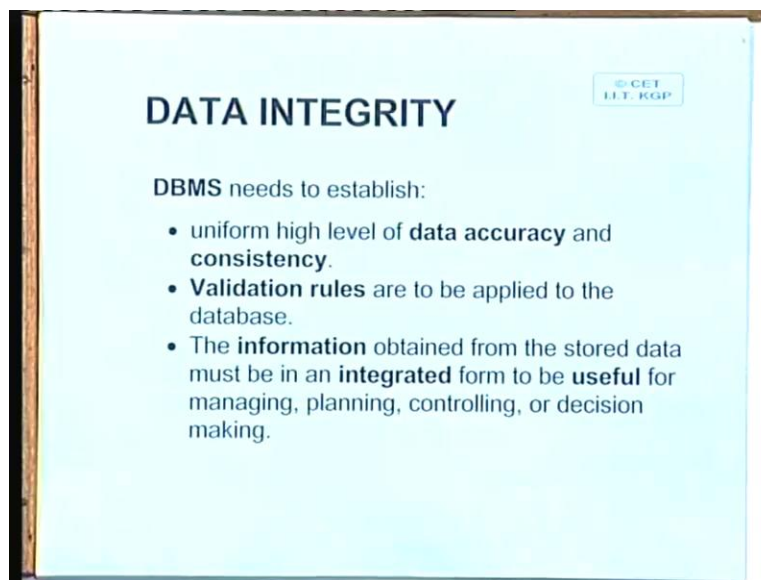 © CET
I.I.T. KGP
DATA INTEGRITY
DBMS needs to establish:
• uniform high level of data accuracy and
consistency.
• Validation rules are to be applied to the
database.
• The information obtained from the stored data
must be in an integrated form to be useful for
managing, planning, controlling, or decision
making.